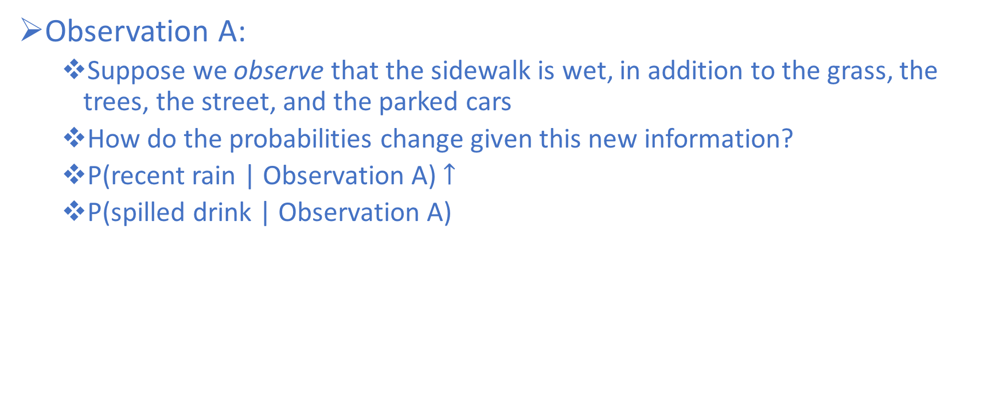 ➢Observation A:
❖Suppose we observe that the sidewalk is wet, in addition to the grass, the
trees, the street, and the parked cars
❖How do the probabilities change given this new information?
❖P(recent rain | Observation A) ↑
❖P(spilled drink | Observation A)